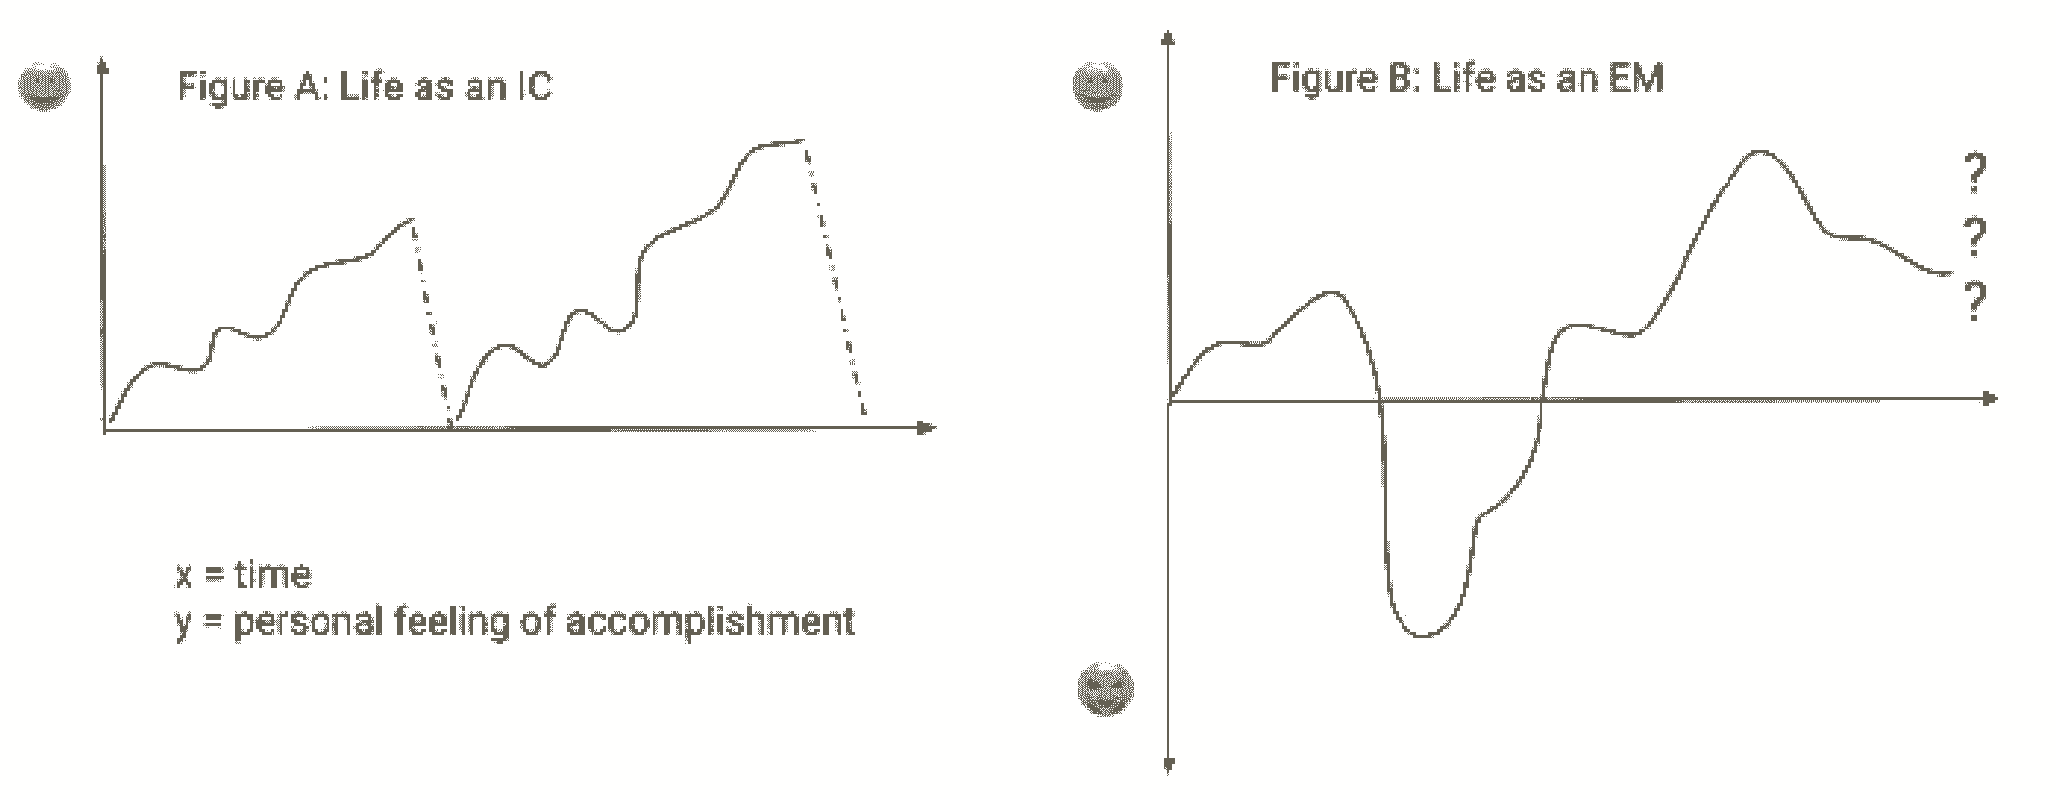 Figure A: Life as an IC
x = time
y = personal feeling of accomplishment
Figure B: Life as an EM
?
?
?